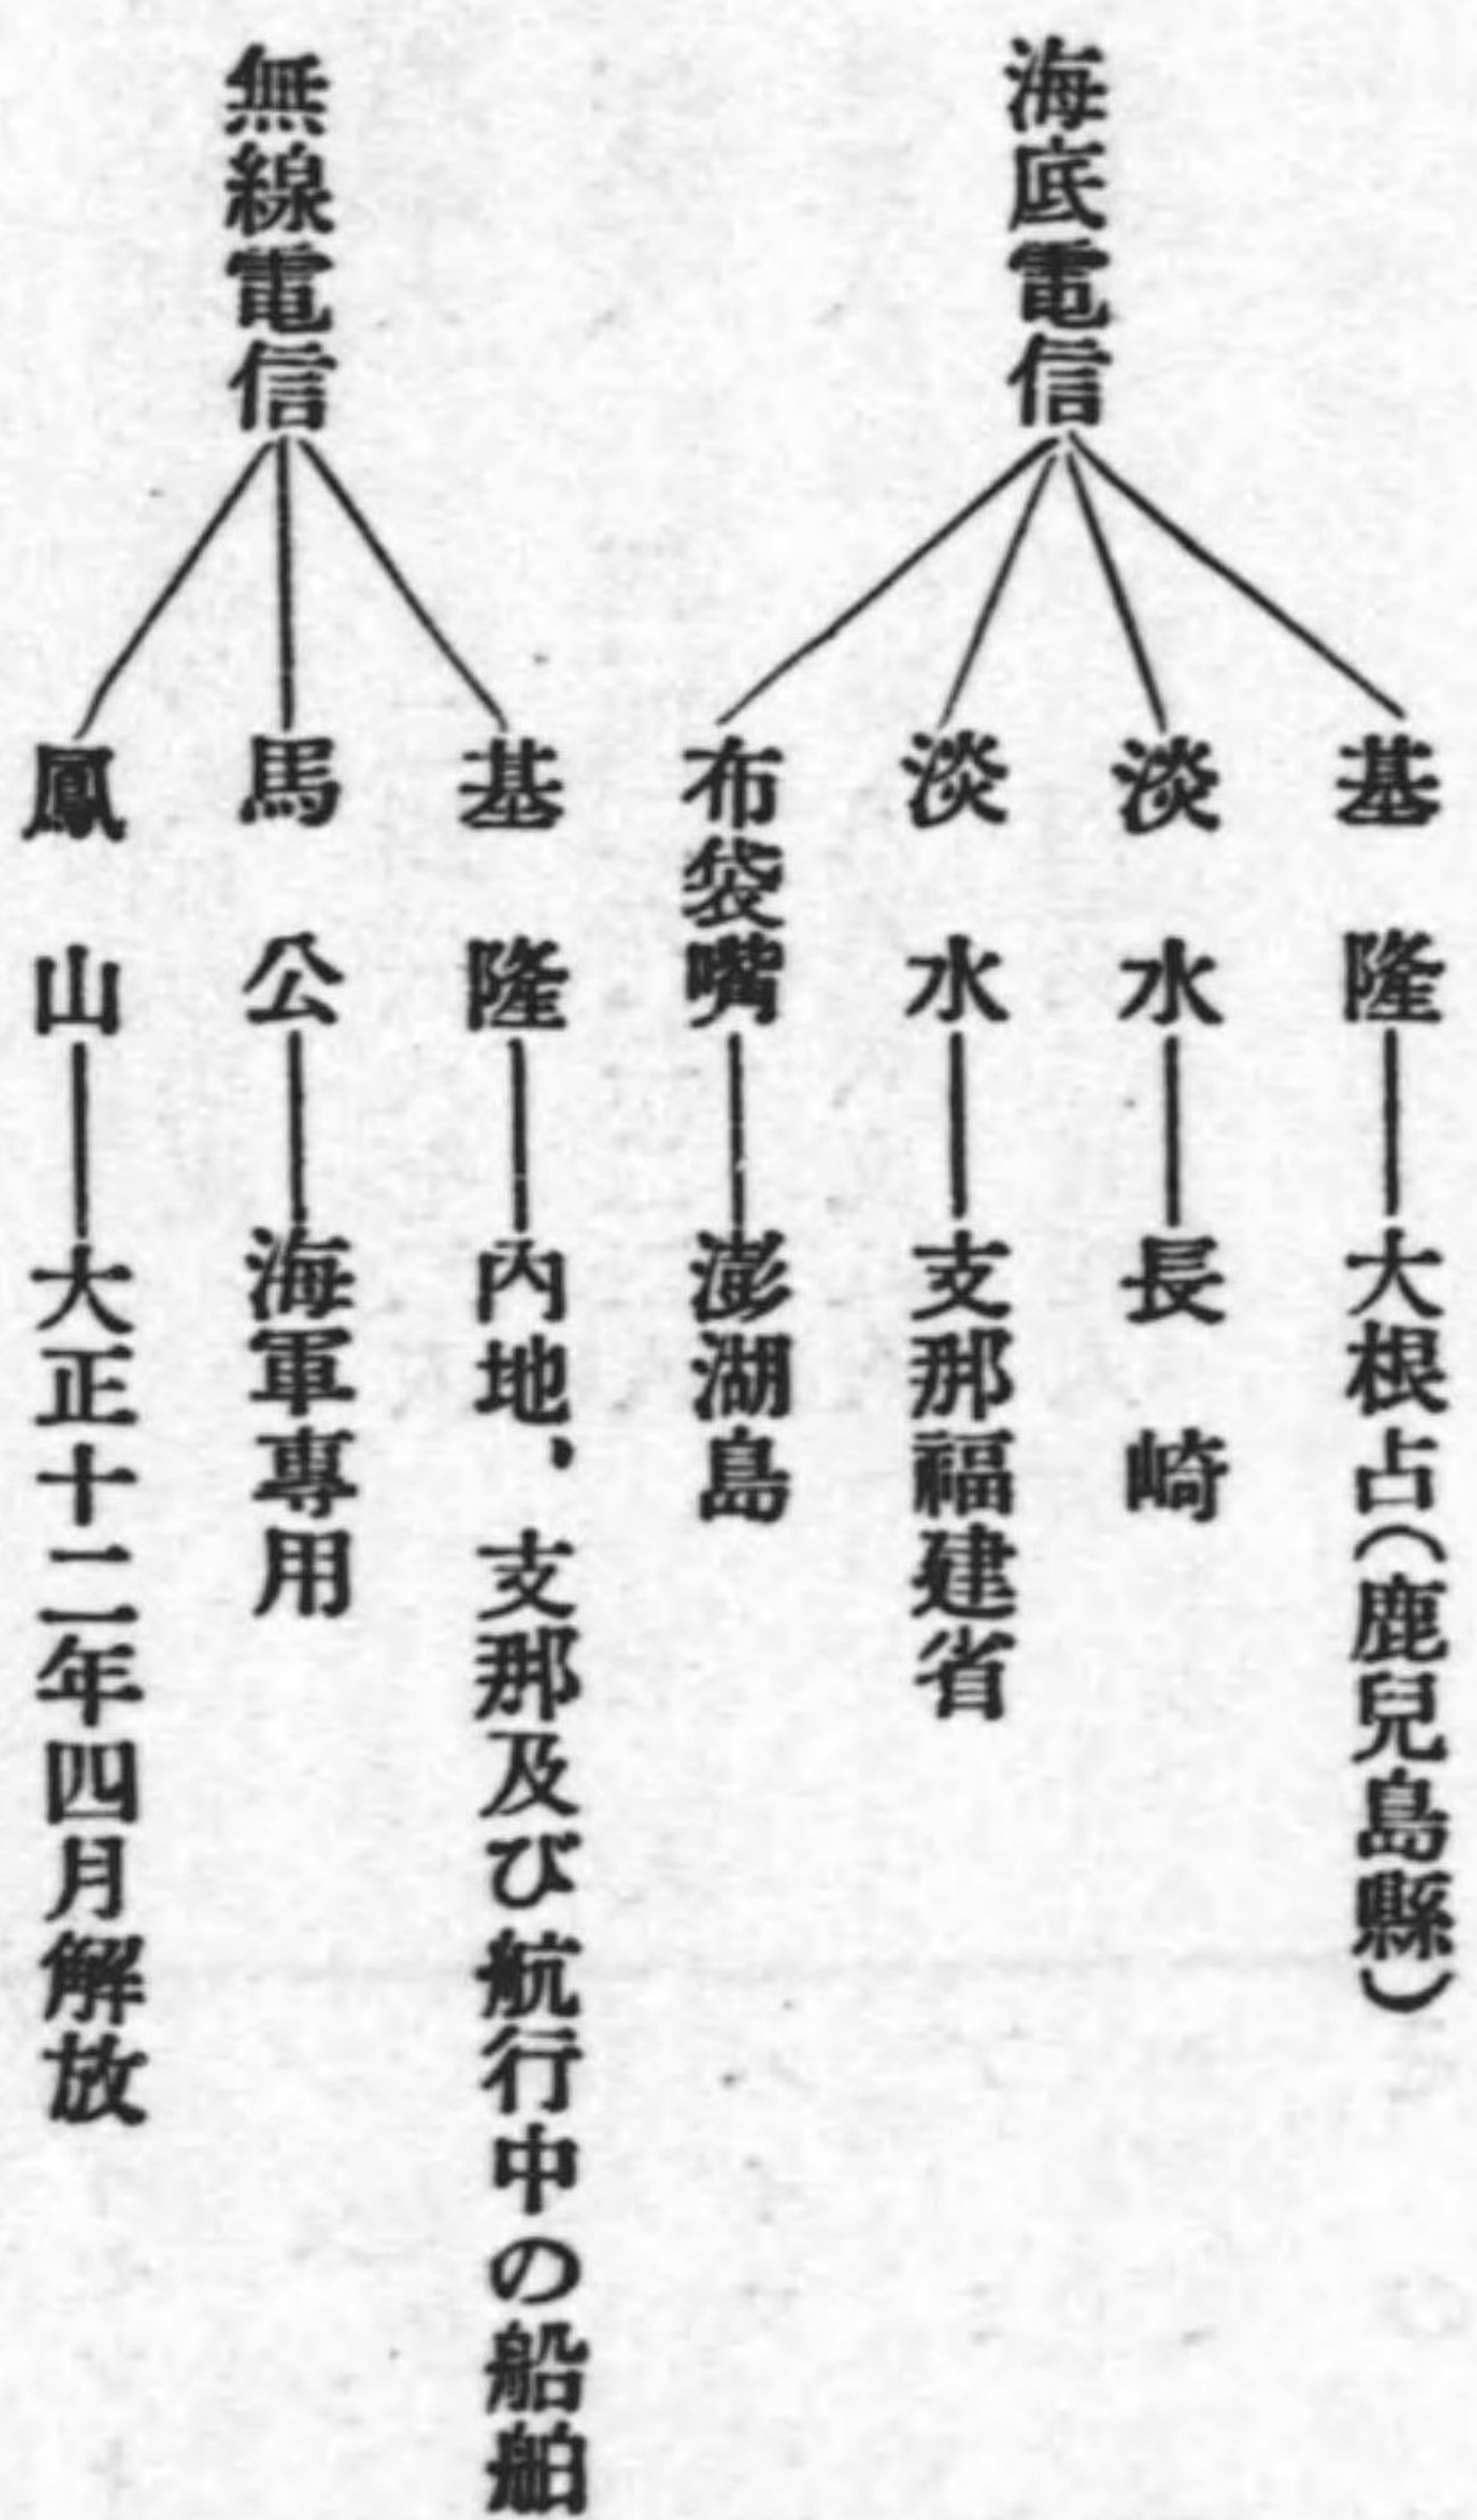 海底電信
基隆――大根占(鹿兒島縣)
淡水――長崎
淡水――支那福建省
布袋嘴――澎湖島
無線電信
基隆――內地、支那及び航行中の船舶
馬公――海軍專用
鳳山――大正十二年四月解放